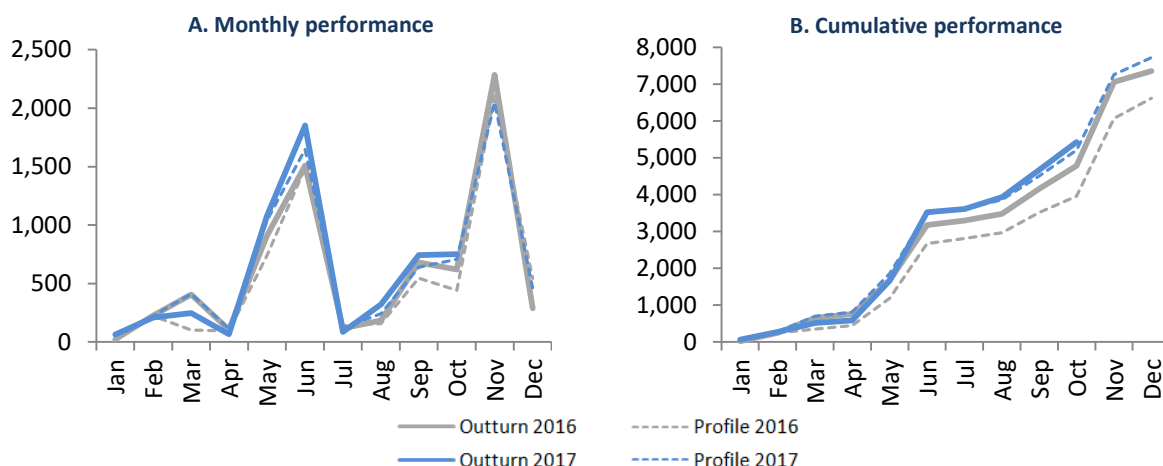 A. Monthly performance
2,500
2,000
1,500
1,000
500
0
Jan
Feb
Mar
Apr
May
Jun
Jul
Aug
Sep
Oct
Nov
Dec
B. Cumulative performance
8,000
7,000
6,000
5,000
4,000
3,000
2,000
1,000
0
Jan
Feb
Mar
Apr
May
Jun
Jul
Aug
Sep
Oct
Nov
Dec
Outturn 2016
Profile 2016
Outturn 2017
Profile 2017